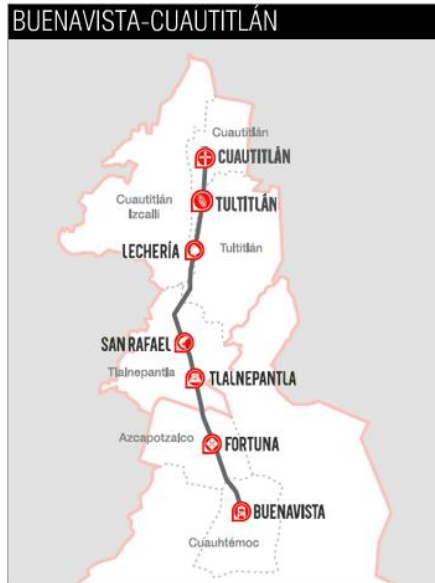 BUENAVISTA-CUAUTITLÁN
Cuautitlán
CUAUTITLÁN
Cuautitlán
Izcalli
TULTITLÁN
LECHERÍA
Tultitlán
SAN RAFAEL
Tlalnepantla
TLALNEPANTLA
Azcapotzalco
FORTUNA
BUENAVISTA
Cuauhtémoc